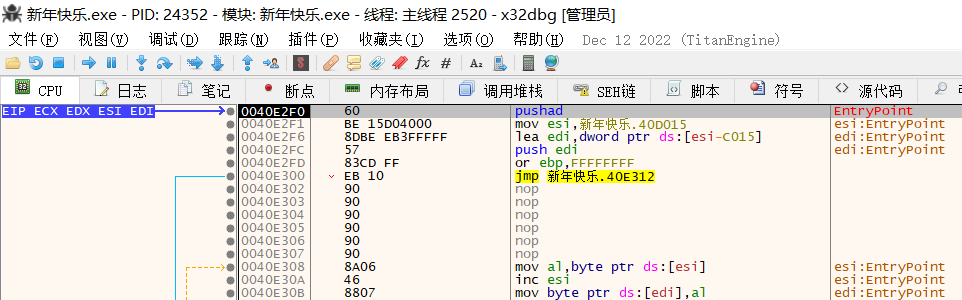 新年快乐.exe - PID: 24352 - 模块: 新年快乐.exe - 线程: 主线程 2520 - x32dbg [管理员]
文件(F) 视图(V) 调试(D) 跟踪(N) 插件(P) 收藏夹(I) 选项(O) 帮助(H) Dec 12 2022 (TitanEngine)
CPU 日志 笔记 断点 内存布局 调用堆栈 SEH链 脚本 符号 源代码
EIP ECX EDX ESI EDI 0040E2F0 60 pushad EntryPoint
0040E2F1 BE 15D04000 mov esi,新年快乐.40D015 esi:EntryPoint
0040E2F6 8DBE EB3FFFFF lea edi,dword ptr ds:[esi-C015] edi:EntryPoint
0040E2FC 57 push edi edi:EntryPoint
0040E2FD 83CD FF or ebp,FFFFFFFF
0040E300 EB 10 jmp 新年快乐.40E312
0040E302 90 nop
0040E303 90 nop
0040E304 90 nop
0040E305 90 nop
0040E306 90 nop
0040E307 90 nop
0040E308 8A06 mov al,byte ptr ds:[esi] esi:EntryPoint
0040E30A 46 inc esi esi:EntryPoint
0040E30B 8807 mov byte ptr ds:[edi],al edi:EntryPoint